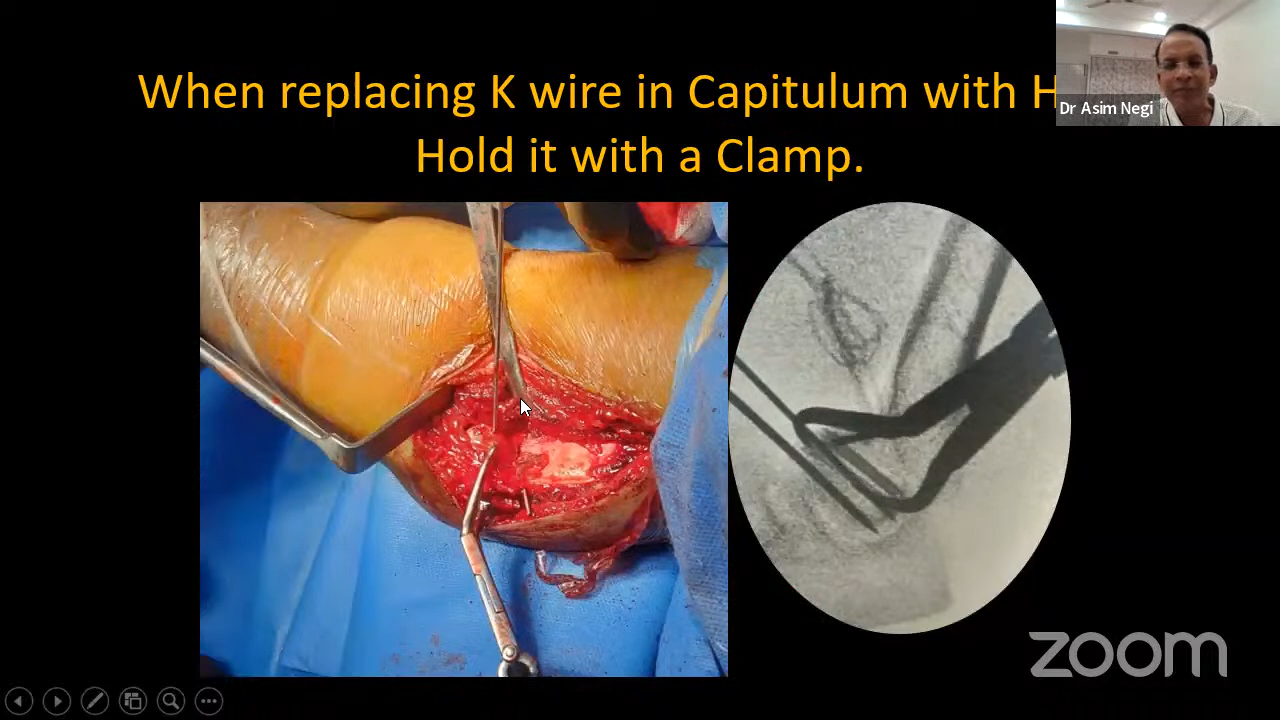 When replacing K wire in Capitulum with
Hold it with a Clamp.
Dr Asim Negi
zoom